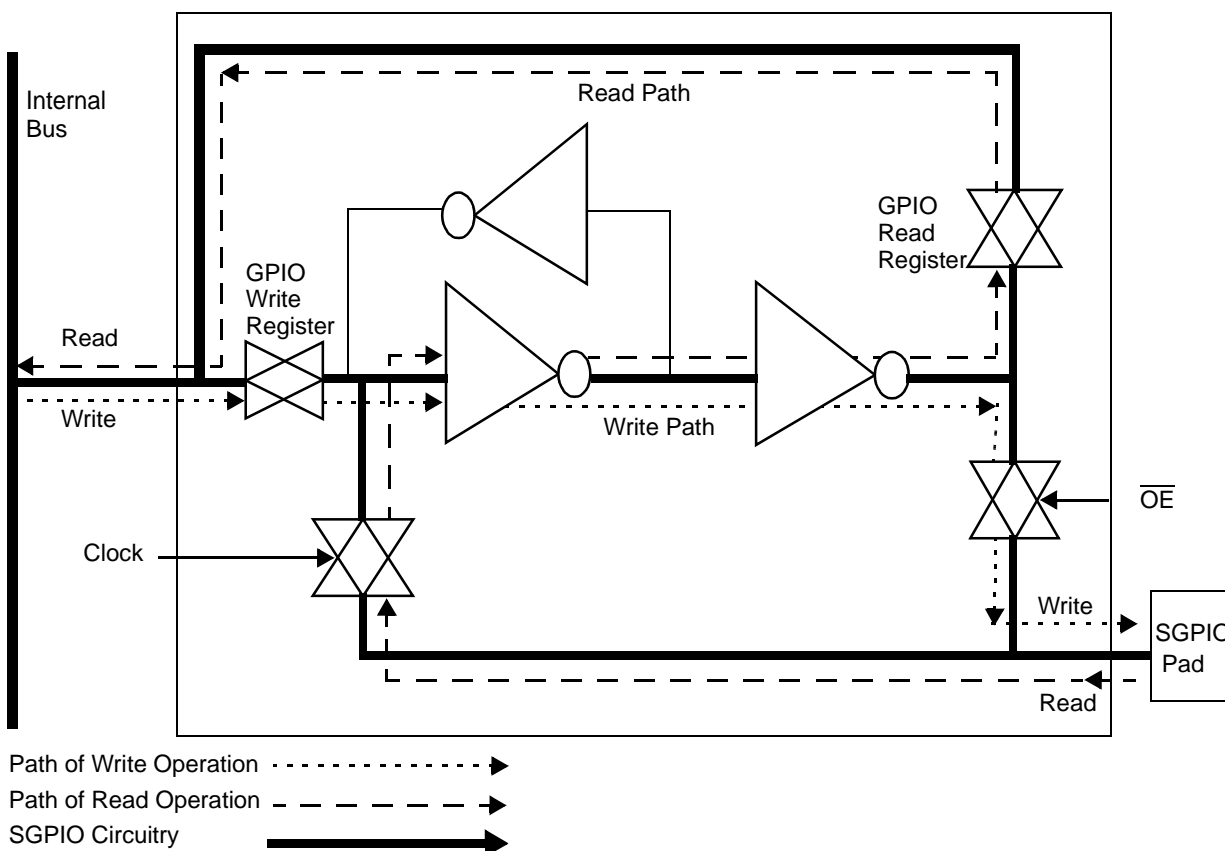 Internal
Bus
Read Path
GPIO
Read
Register
GPIO
Write
Register
Read
Write
Write Path
OE
Clock
Write
SGPIO
Pad
Read
Path of Write Operation
Path of Read Operation
SGPIO Circuitry